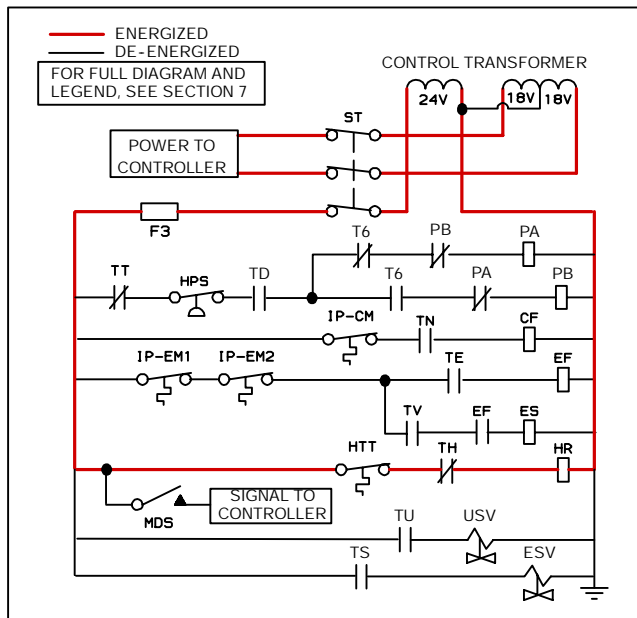 ENERGIZED
DE-ENERGIZED
FOR FULL DIAGRAM AND
LEGEND, SEE SECTION 7
CONTROL TRANSFORMER
24V
18V
18V
ST
POWER TO
CONTROLLER
F3
T6
PB
PA
TT
HPS
TD
T6
PA
PB
IP-CM
TN
CF
IP-EM1
IP-EM2
TE
EF
TV
EF
ES
HTT
TH
HR
MDS
SIGNAL TO
CONTROLLER
TU
USV
TS
ESV